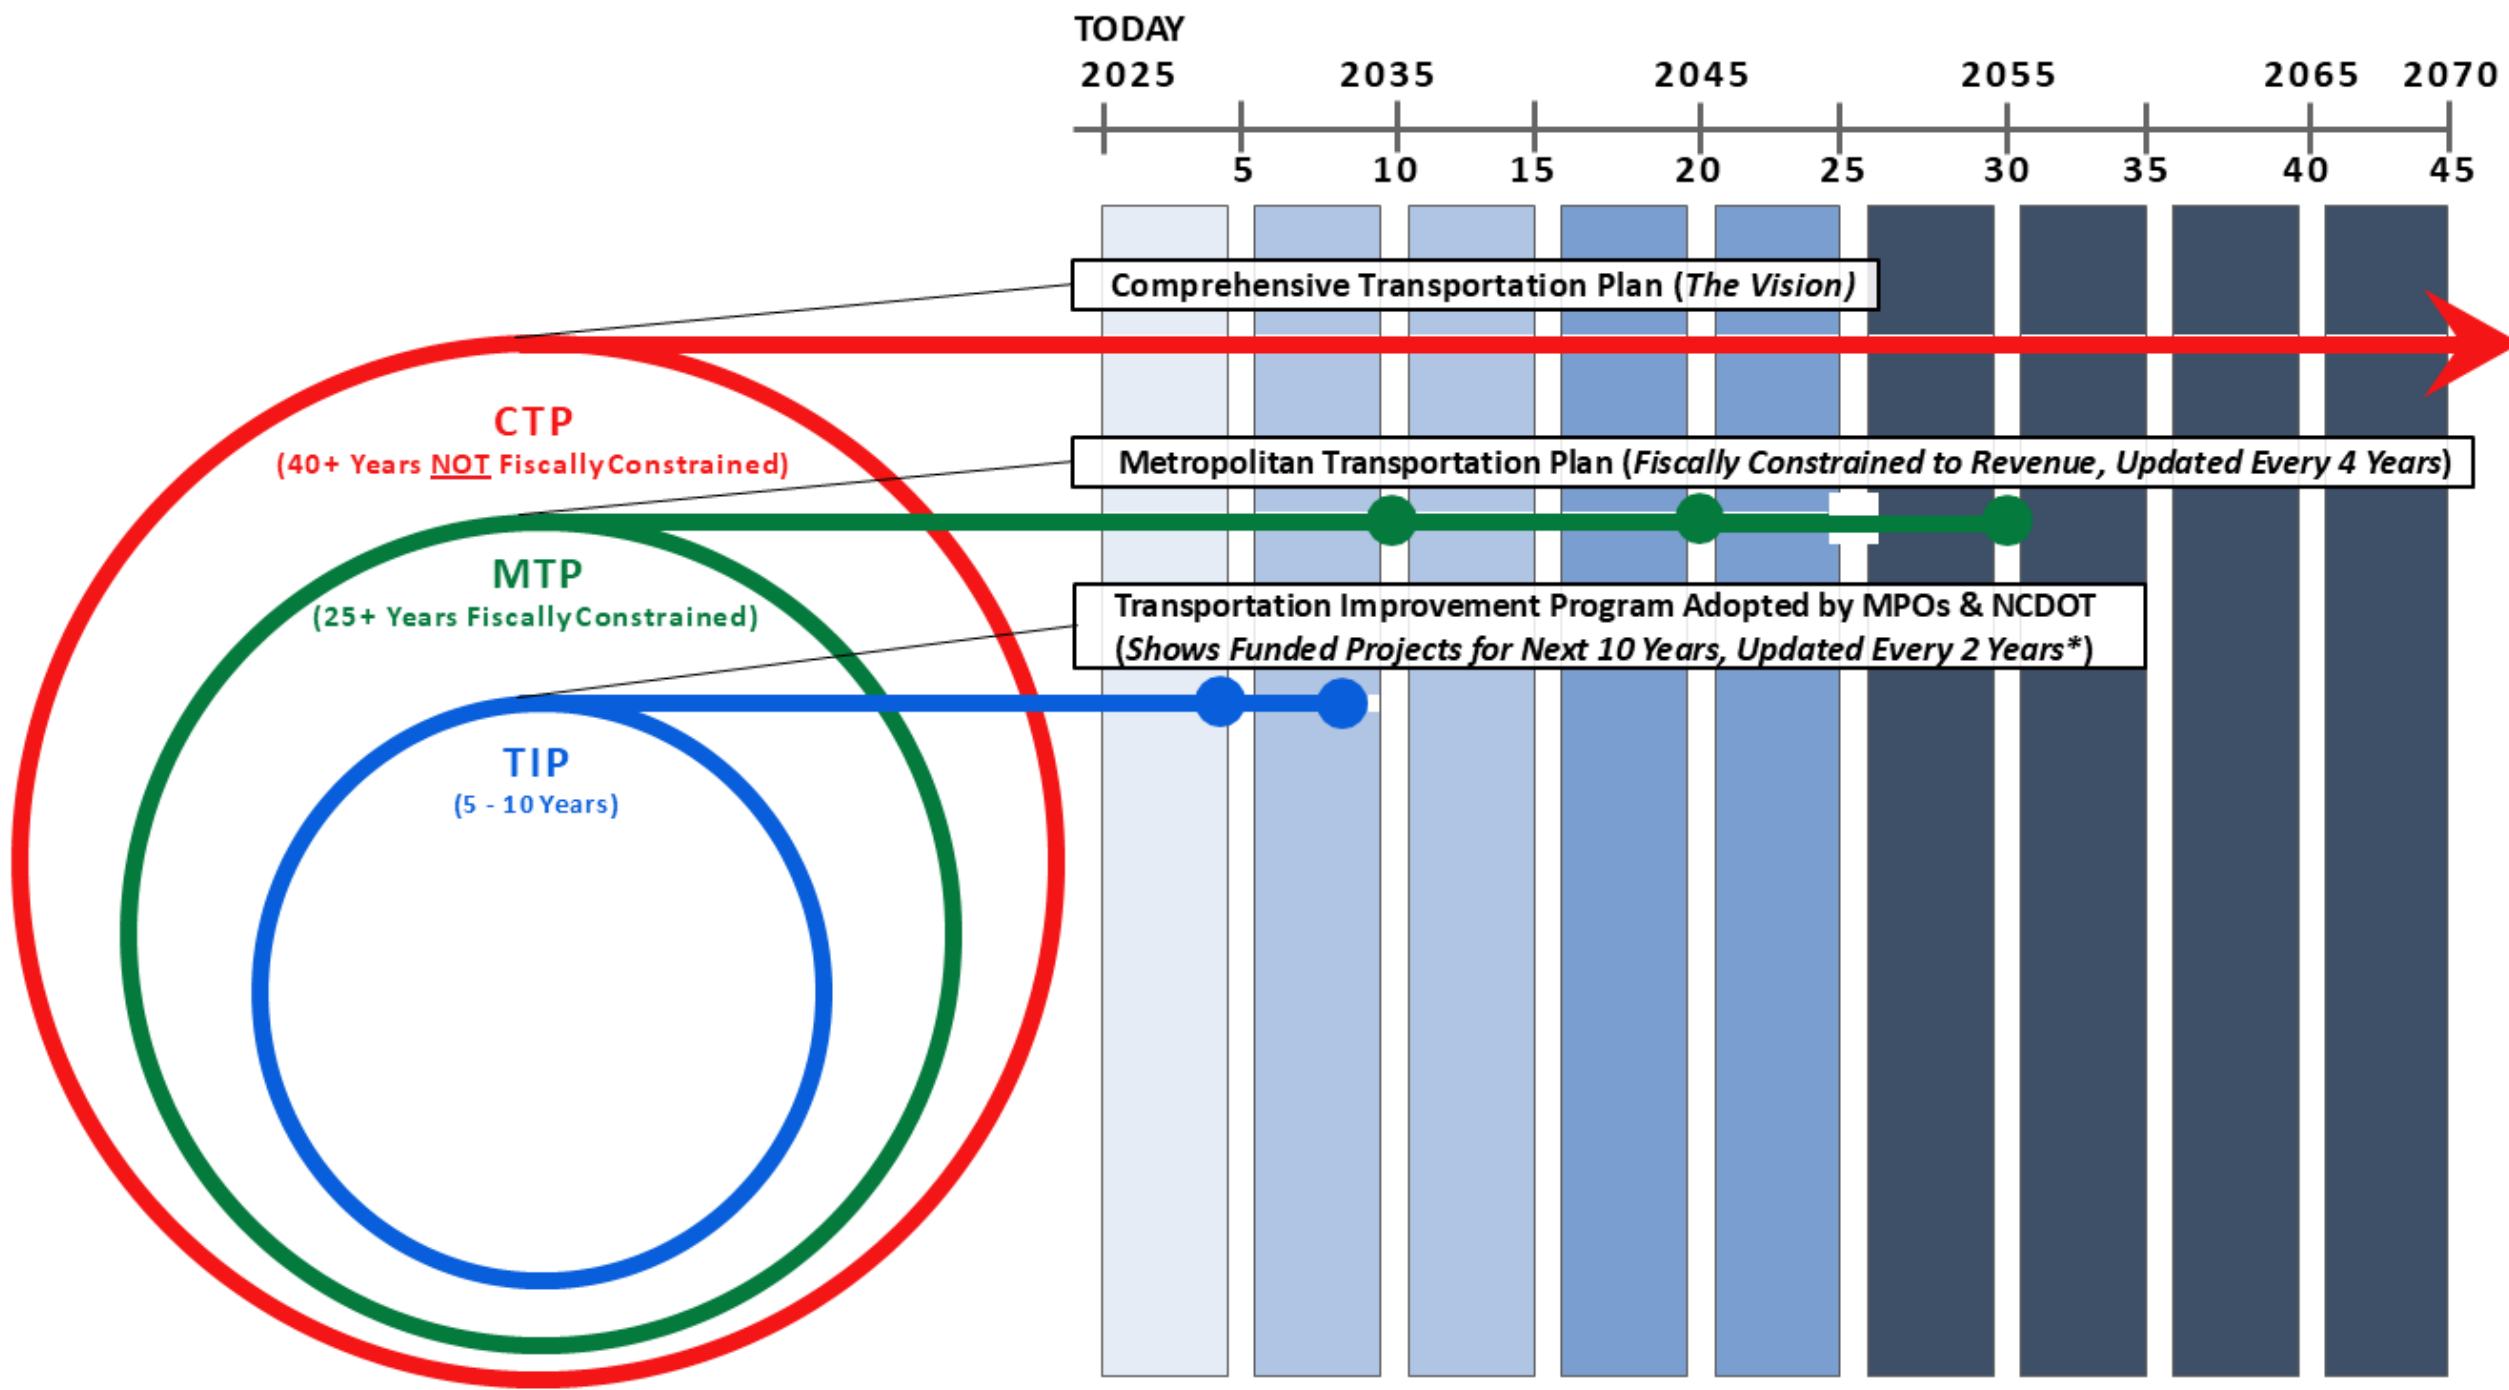 TODAY
2025 2035 2045 2055 2065 2070
5 10 15 20 25 30 35 40 45
Comprehensive Transportation Plan (The Vision)
CTP
(40+ Years NOT Fiscally Constrained)
Metropolitan Transportation Plan (Fiscally Constrained to Revenue, Updated Every 4 Years)
MTP
(25+ Years Fiscally Constrained)
Transportation Improvement Program Adopted by MPOs & NCDOT
(Shows Funded Projects for Next 10 Years, Updated Every 2 Years*)
TIP
(5 - 10 Years)